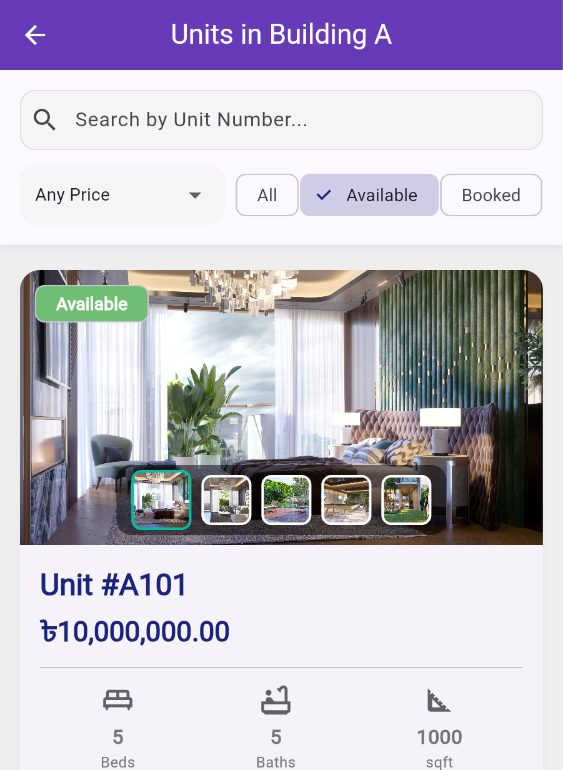 Units in Building A
Search by Unit Number...
Any Price
All
Available
Booked
Available
Unit #A101
৳10,000,000.00
5
5
1000
Beds
Baths
sqft